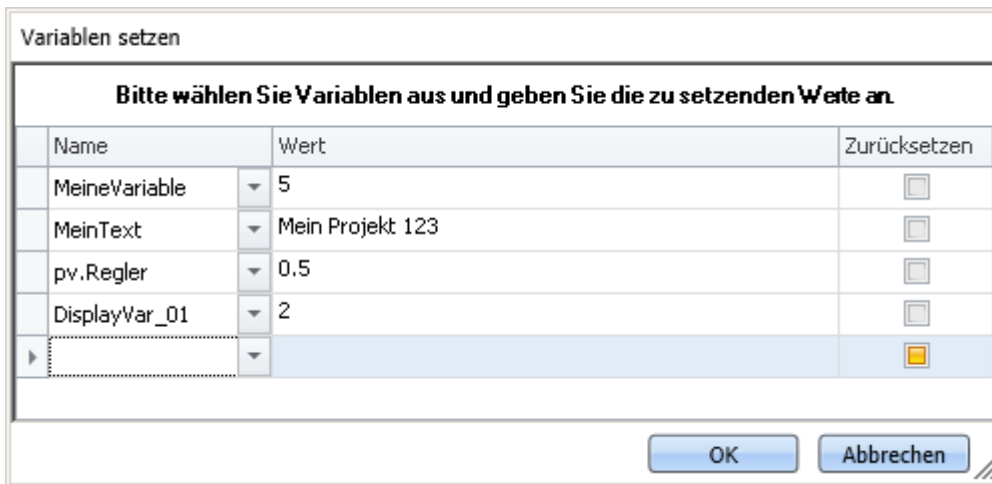 Variablen setzen
Bitte wählen Sie Variablen aus und geben Sie die zu setzenden Werte an.
Name Wert Zurücksetzen
MeineVariable 5
MeinText Mein Projekt 123
pv.Regler 0.5
DisplayVar_01 2
OK Abbrechen